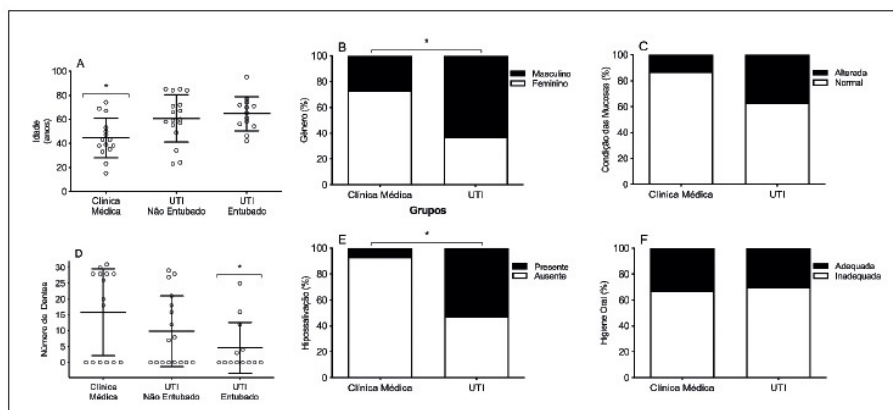 A
*
Idade
(anos)
100
80
60
40
20
0
Clínica
Médica
UTI
Não Entubado
UTI
Entubado
B
*
Masculino
Feminino
Gênero (%)
100
80
60
40
20
0
Clínica Médica
UTI
Grupos
C
Alterada
Normal
Condição das Mucosas (%)
100
80
60
40
20
0
Clínica Médica
UTI
D
*
Número de Dentes
30
25
20
15
10
5
0
Clínica
Médica
UTI
Não Entubado
UTI
Entubado
E
*
Presente
Ausente
Hipossalivação (%)
100
80
60
40
20
0
Clínica Médica
UTI
F
Adequada
Inadequada
Higiene Oral (%)
100
80
60
40
20
0
Clínica Médica
UTI